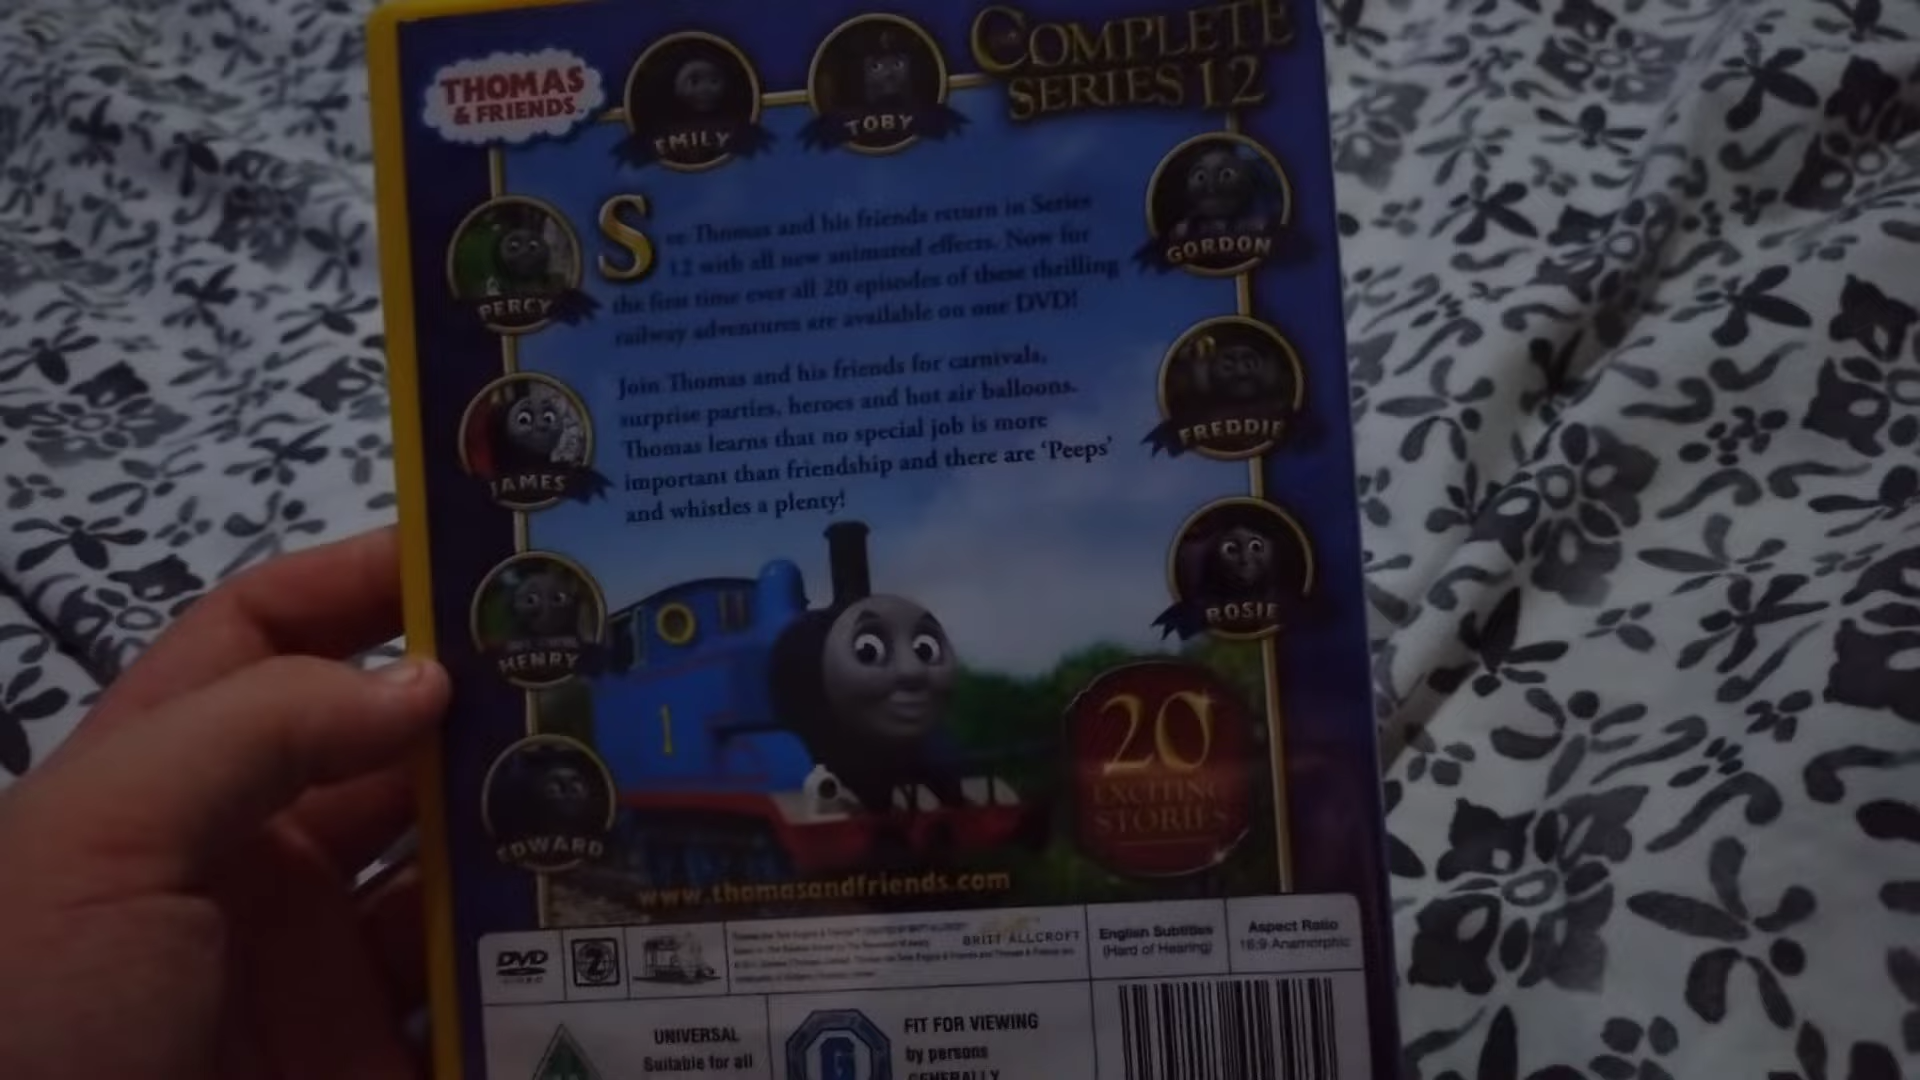 THOMAS
& FRIENDS
EMILY
TOBY
COMPLETE
SERIES 12
PERCY
JAMES
HENRY
EDWARD
See Thomas and his friends return in Series
12 with all new animated effects. Now for
the first time ever all 20 episodes of these thrilling
railway adventures are available on one DVD!
Join Thomas and his friends for carnivals,
surprise parties, heroes and hot air balloons.
Thomas learns that no special job is more
important than friendship and there are 'Peeps'
and whistles a plenty!
GORDON
FREDDIE
ROSIE
1
20
EXCITING
STORIES
www.thomasandfriends.com
DVD
VIDEO
2
BRITT ALLCROFT
English Subtitles
(Hard of Hearing)
Aspect Ratio
16:9 Anamorphic
UNIVERSAL
Suitable for all
G
FIT FOR VIEWING
by persons
GENERALLY